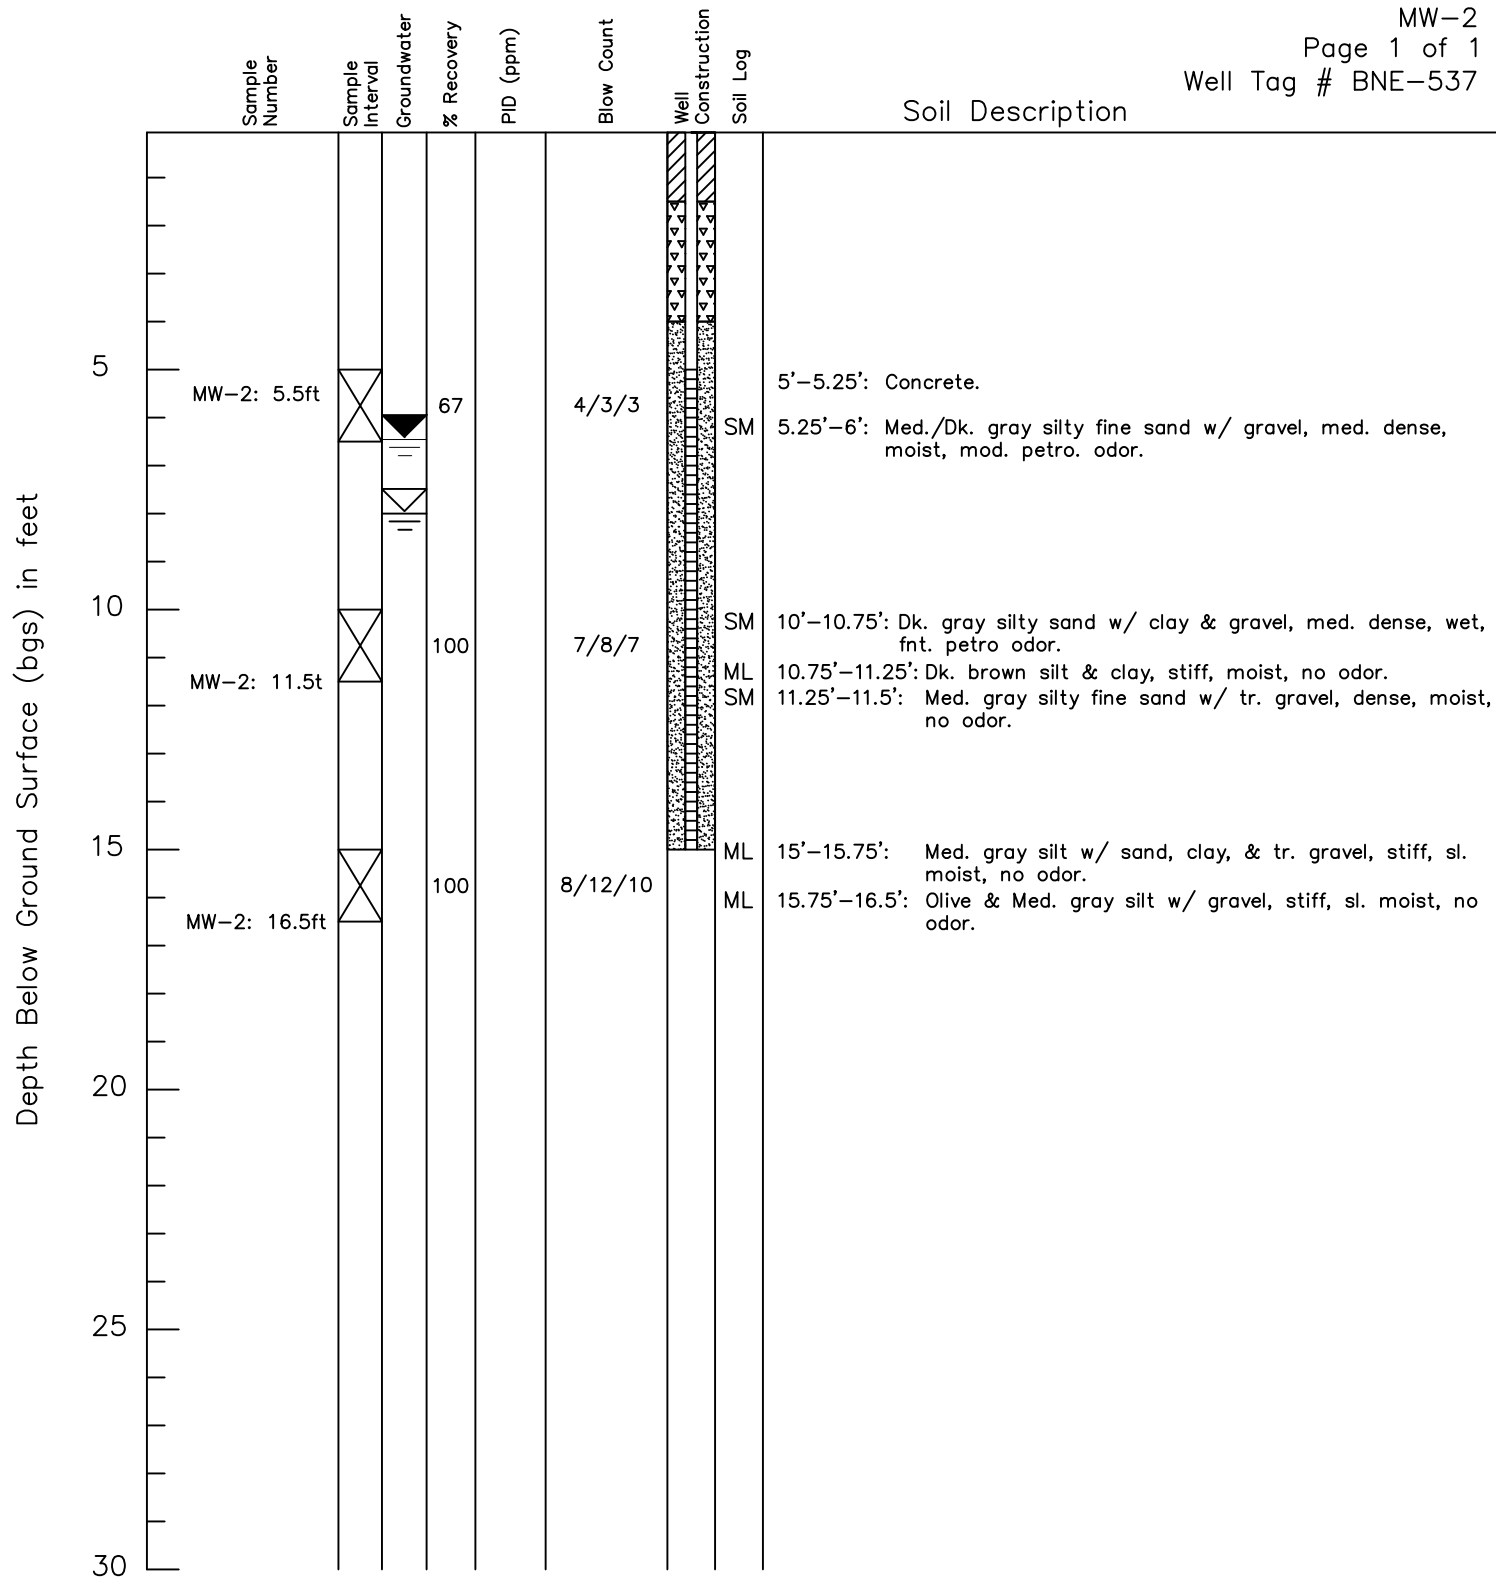 MW-2
Page 1 of 1
Well Tag # BNE-537
Sample
Number
Sample
Interval
Groundwater
% Recovery
PID (ppm)
Blow Count
Well
Construction
Soil Log
Soil Description
Depth Below Ground Surface (bgs) in feet
5
MW-2: 5.5ft
67
4/3/3
5'-5.25': Concrete.
SM 5.25'-6': Med./Dk. gray silty fine sand w/ gravel, med. dense,
moist, mod. petro. odor.
10
SM 10'-10.75': Dk. gray silty sand w/ clay & gravel, med. dense, wet,
fnt. petro odor.
100
7/8/7
ML 10.75'-11.25': Dk. brown silt & clay, stiff, moist, no odor.
MW-2: 11.5t
SM 11.25'-11.5': Med. gray silty fine sand w/ tr. gravel, dense, moist,
no odor.
15
ML 15'-15.75': Med. gray silt w/ sand, clay, & tr. gravel, stiff, sl.
moist, no odor.
100
8/12/10
ML 15.75'-16.5': Olive & Med. gray silt w/ gravel, stiff, sl. moist, no
odor.
MW-2: 16.5ft
20
25
30